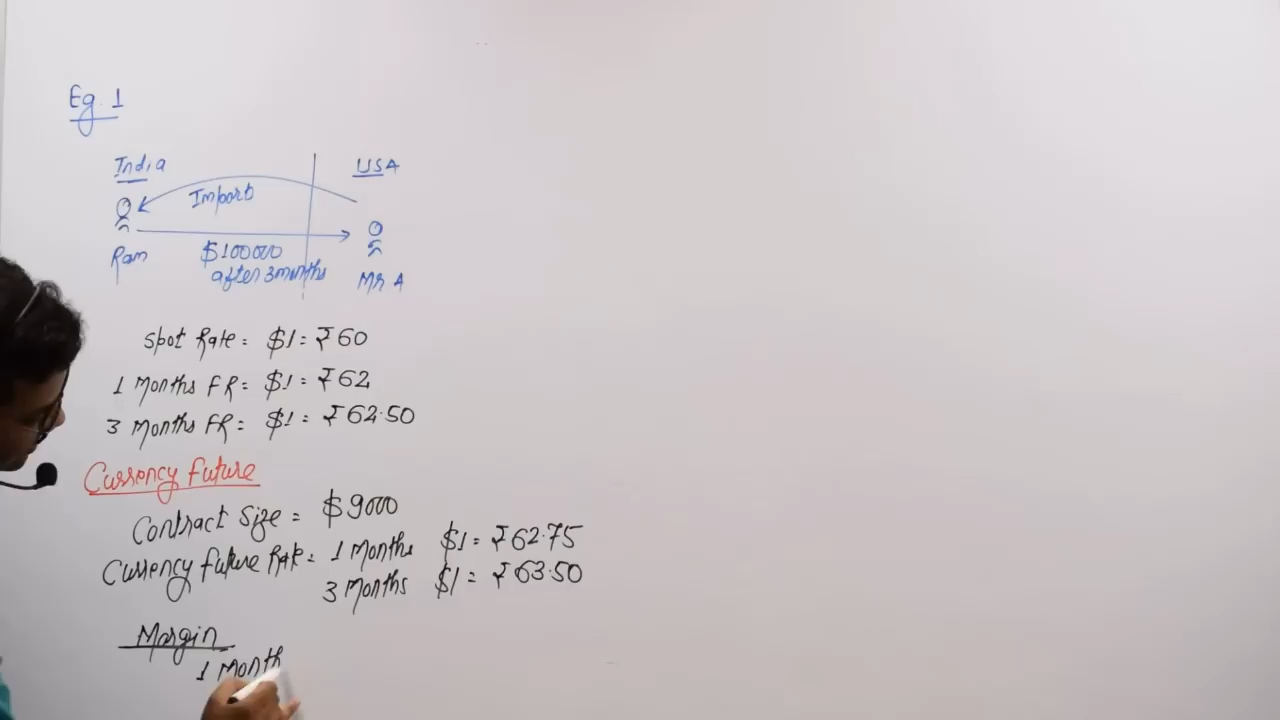 Eg. 1
India USA
Import
Ram $100000
after 3 months Mr A
Spot Rate = $1 = ₹60
1 Months FR = $1 = ₹62
3 Months FR = $1 = ₹62.50
Currency Future
Contract Size = $9000
Currency Future Rate = 1 Months $1 = ₹62.75
3 Months $1 = ₹63.50
Margin
1 Month